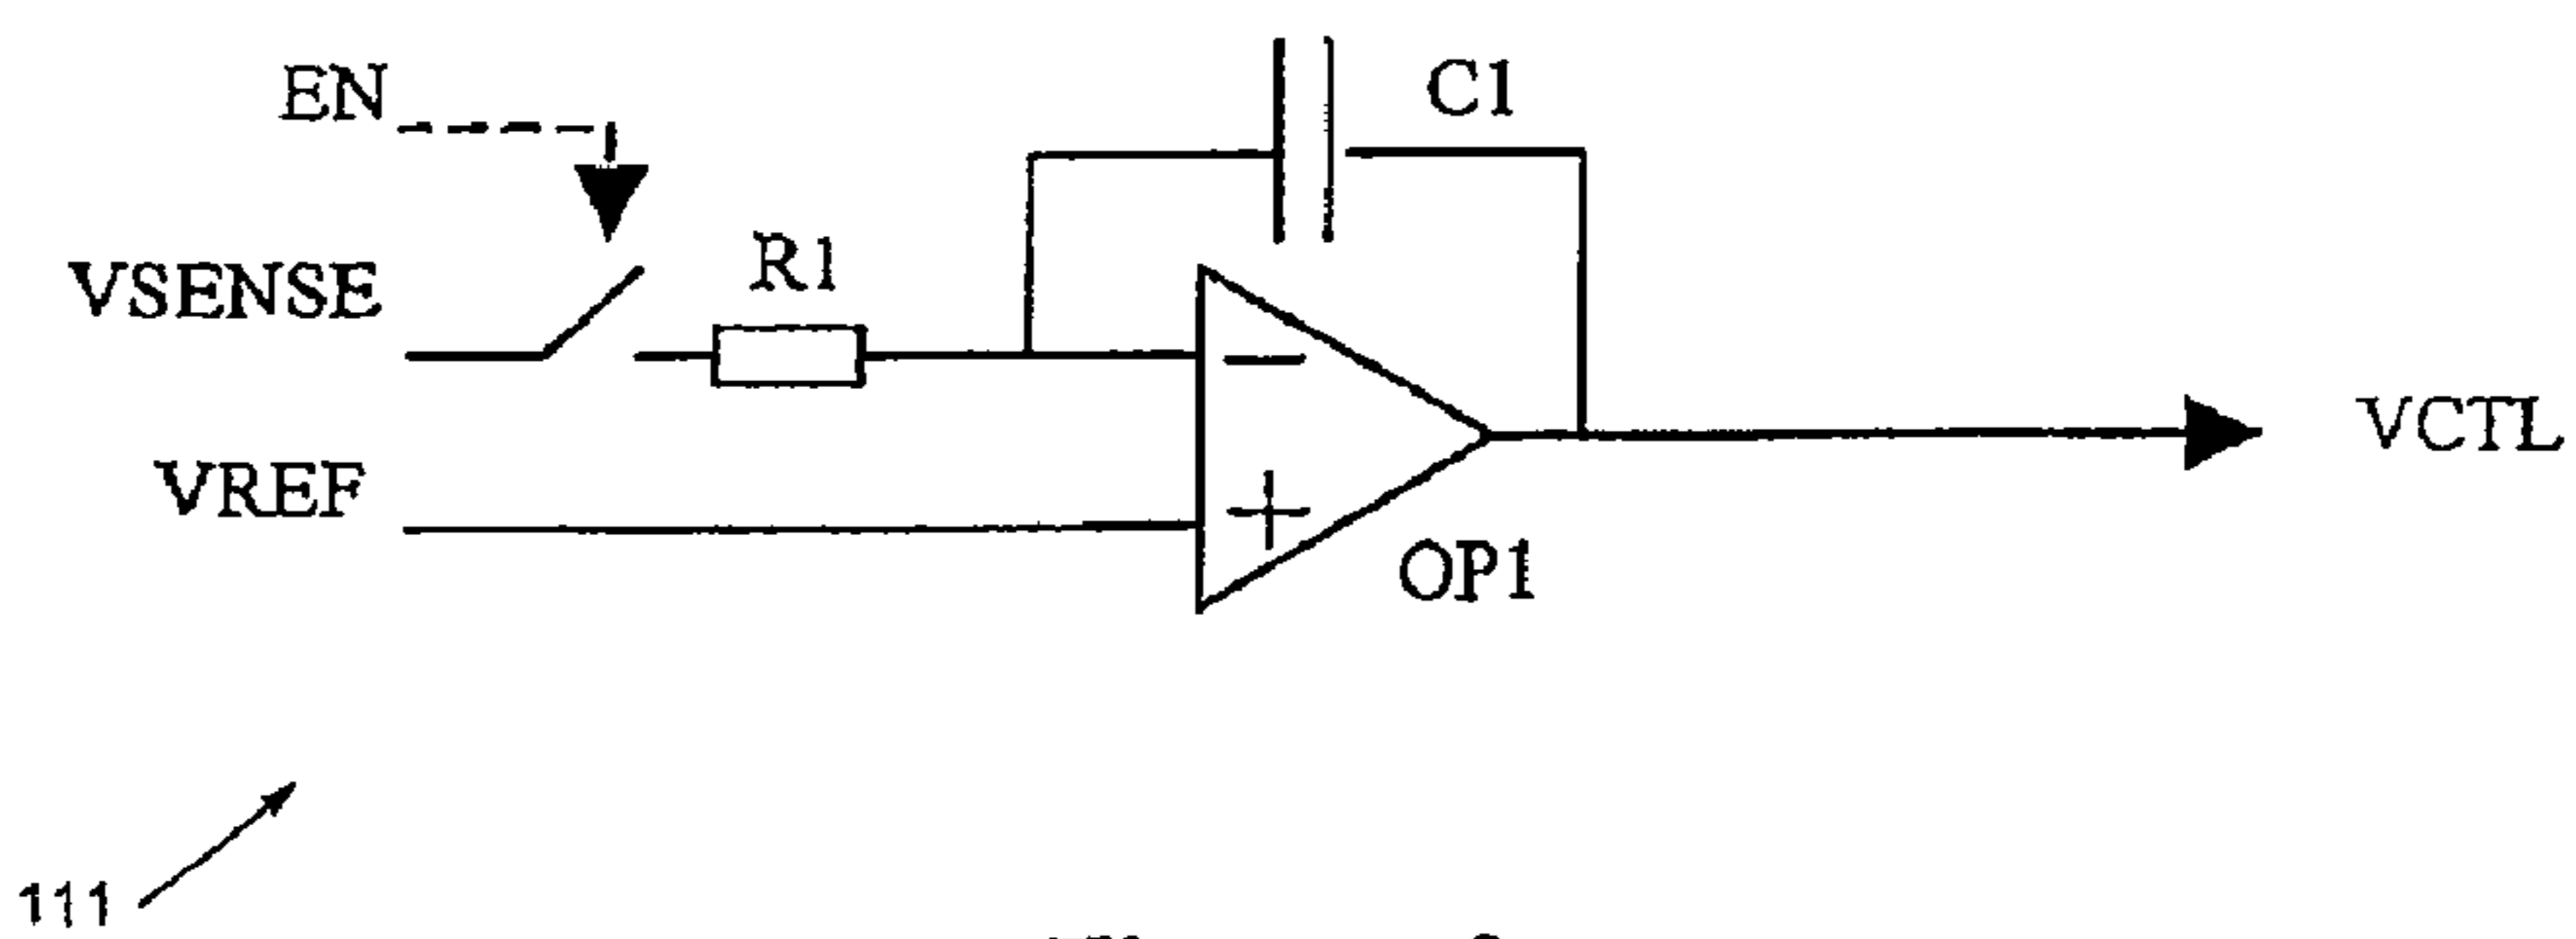 EN
C1
VSENSE
R1
VREF
VCTL
OP1
111